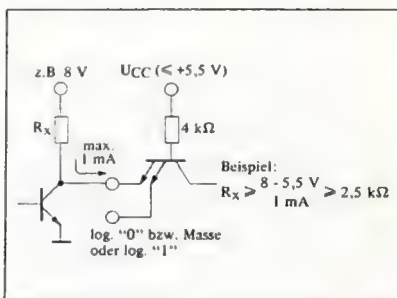 z.B 8 V
UCC (≤ +5,5 V)
RX
max.
1 mA
4 kΩ
Beispiel:
RX ≥ 8 - 5,5 V / 1 mA ≥ 2,5 kΩ
log. "0" bzw. Masse
oder log. "1"